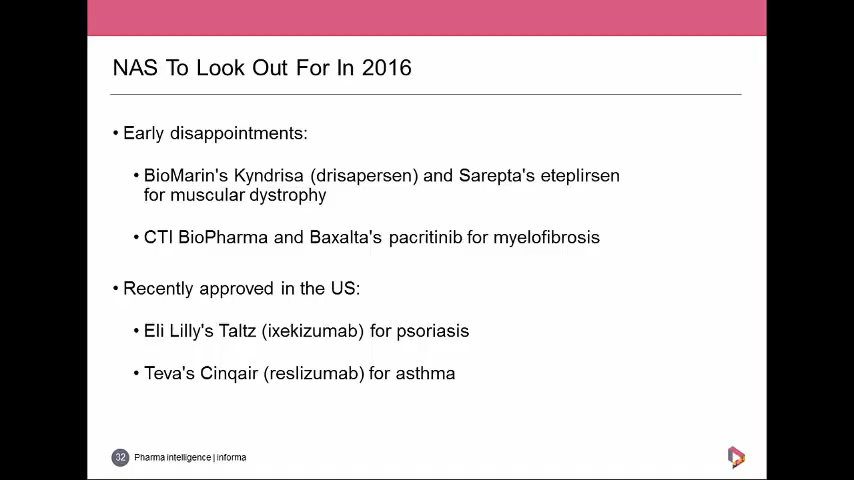 NAS To Look Out For In 2016
• Early disappointments:
• BioMarin's Kyndrisa (drisapersen) and Sarepta's eteplirsen
for muscular dystrophy
• CTI BioPharma and Baxalta's pacritinib for myelofibrosis
• Recently approved in the US:
• Eli Lilly's Taltz (ixekizumab) for psoriasis
• Teva's Cinqair (reslizumab) for asthma
32 Pharma intelligence | informa